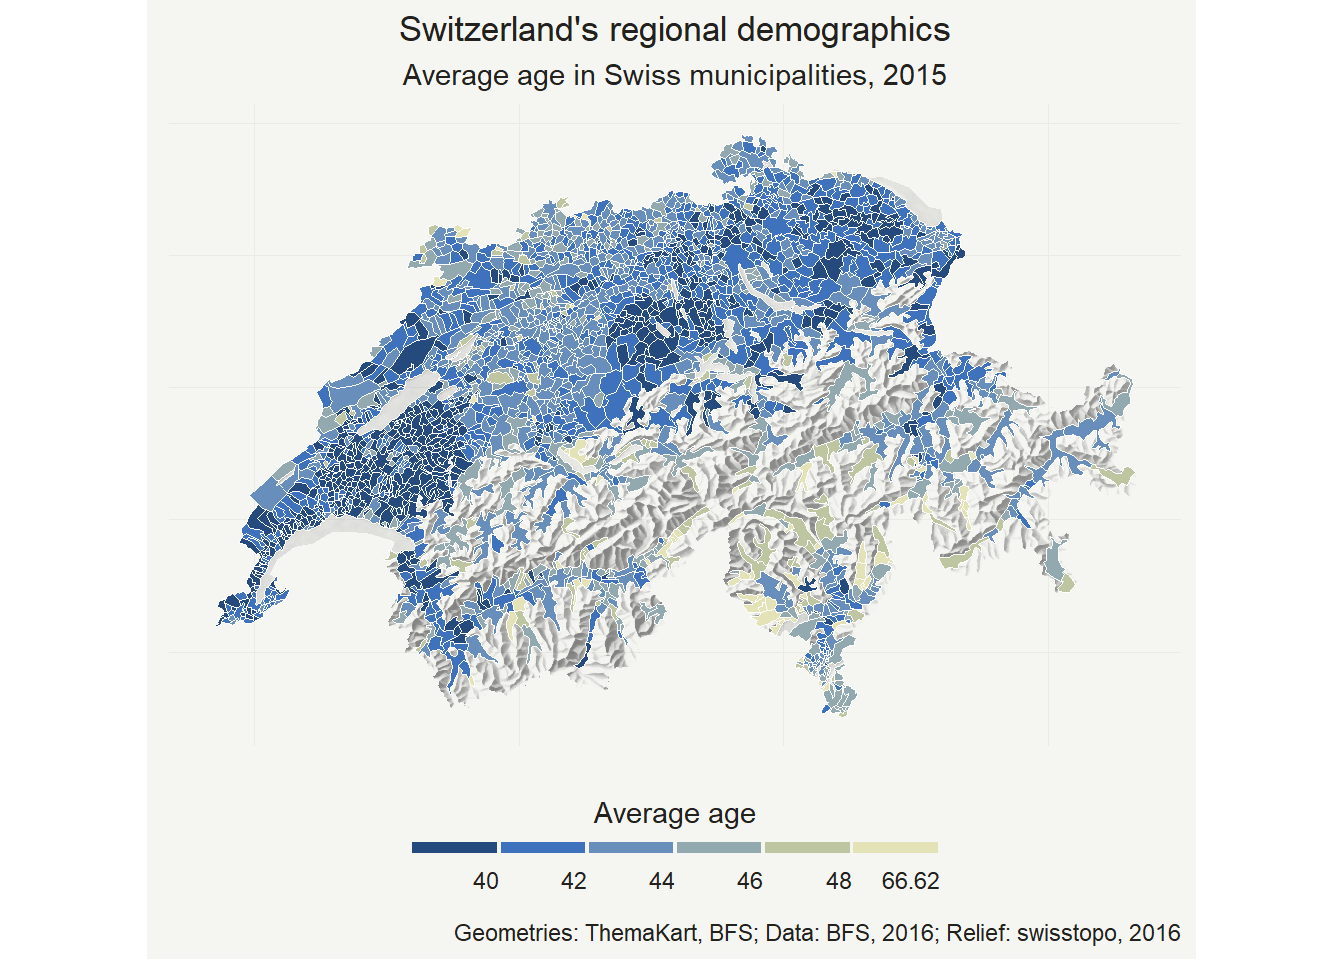 Switzerland's regional demographics
Average age in Swiss municipalities, 2015
Average age
40 42 44 46 48 66.62
Geometries: ThemaKart, BFS; Data: BFS, 2016; Relief: swisstopo, 2016